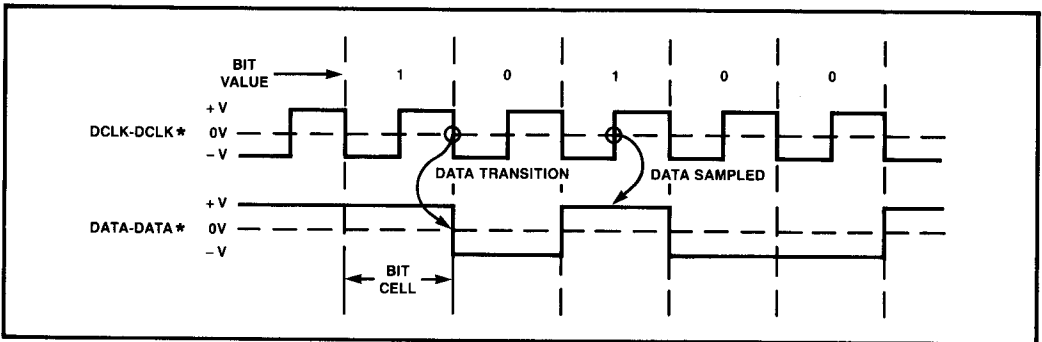 BIT
VALUE
1 0 1 0 0
+ V
DCLK-DCLK * 0V
– V
DATA TRANSITION DATA SAMPLED
+ V
DATA-DATA * 0V
– V
BIT
CELL